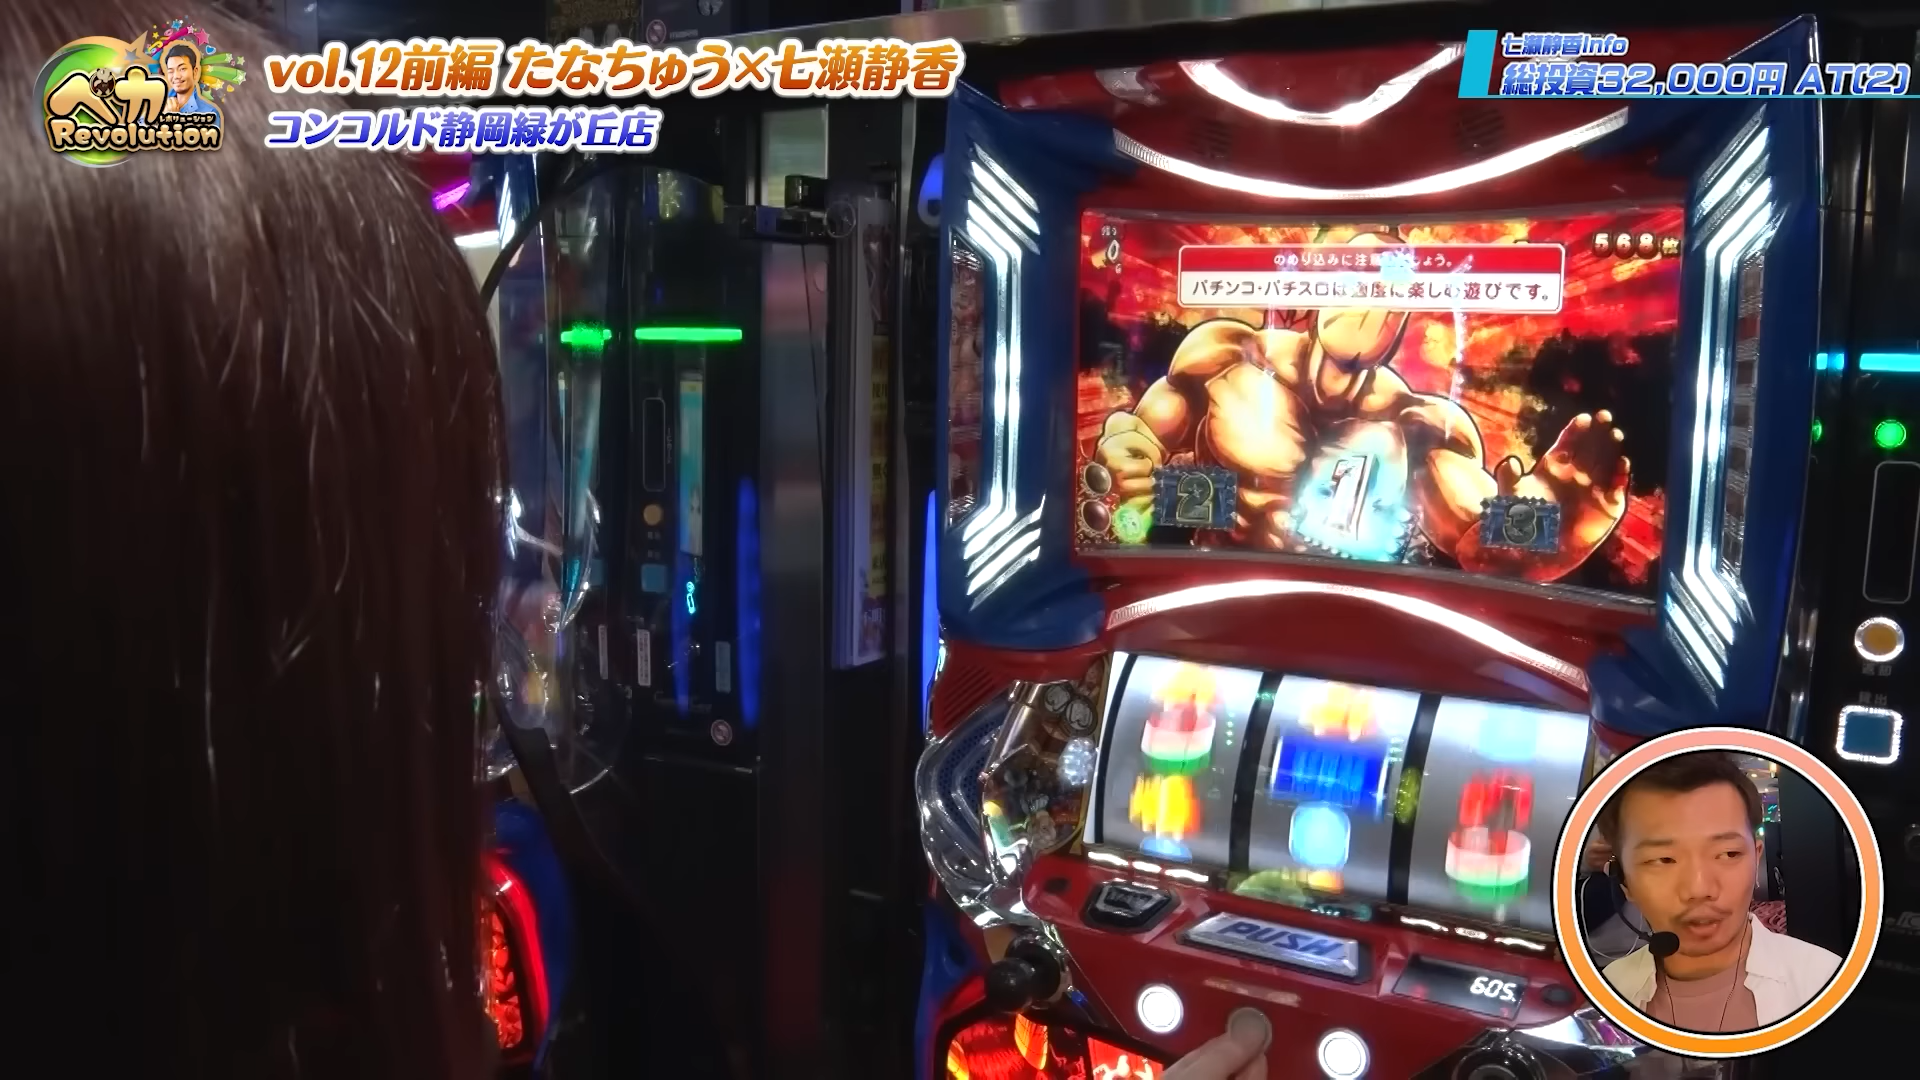 ペカ
レボリューション
Revolution
vol.12前編 たなちゅう×七瀬静香
コンコルド静岡緑が丘店
七瀬静香Info
総投資32,000円 AT(2)
568枚
0
G
のめり込みに注意しましょう。
パチンコ・パチスロは適度に楽しむ遊びです。
2
1
3
PUSH
605